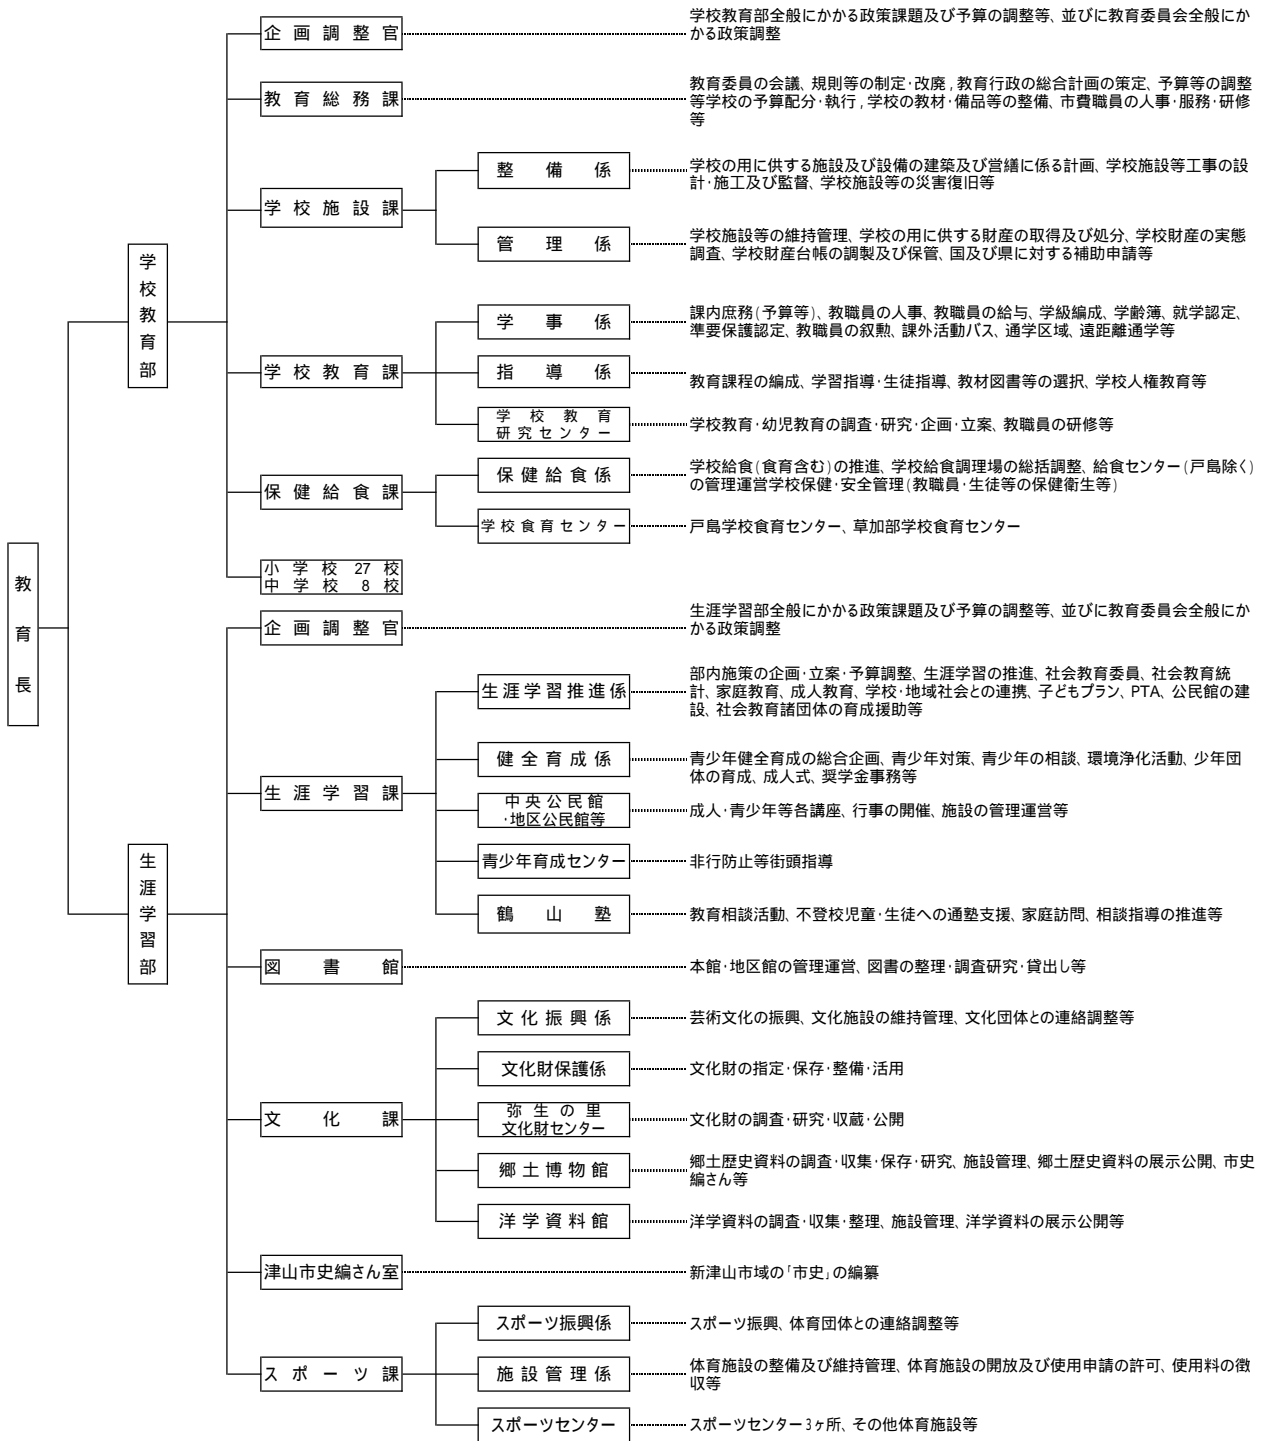 教育長
学校教育部
企画調整官
学校教育部全般にかかる政策課題及び予算の調整等、並びに教育委員会全般にか
かる政策調整
教育総務課
教育委員の会議、規則等の制定・改廃,教育行政の総合計画の策定、予算等の調整
等学校の予算配分・執行,学校の教材・備品等の整備、市費職員の人事・服務・研修
等
学校施設課
整備係
学校の用に供する施設及び設備の建築及び営繕に係る計画、学校施設等工事の設
計・施工及び監督、学校施設等の災害復旧等
管理係
学校施設等の維持管理、学校の用に供する財産の取得及び処分、学校財産の実態
調査、学校財産台帳の調製及び保管、国及び県に対する補助申請等
学校教育課
学事係
課内庶務(予算等)、教職員の人事、教職員の給与、学級編成、学齢簿、就学認定、
準要保護認定、教職員の叙勲、課外活動バス、通学区域、遠距離通学等
指導係
教育課程の編成、学習指導・生徒指導、教材図書等の選択、学校人権教育等
学校教育
研究センター
学校教育・幼児教育の調査・研究・企画・立案、教職員の研修等
保健給食課
保健給食係
学校給食(食育含む)の推進、学校給食調理場の総括調整、給食センター(戸島除く)
の管理運営学校保健・安全管理(教職員・生徒等の保健衛生等)
学校食育センター
戸島学校食育センター、草加部学校食育センター
小学校 27 校
中学校 8 校
生涯学習部
企画調整官
生涯学習部全般にかかる政策課題及び予算の調整等、並びに教育委員会全般にか
かる政策調整
生涯学習課
生涯学習推進係
部内施策の企画・立案・予算調整、生涯学習の推進、社会教育委員、社会教育統
計、家庭教育、成人教育、学校・地域社会との連携、子どもプラン、PTA、公民館の建
設、社会教育諸団体の育成援助等
健全育成係
青少年健全育成の総合企画、青少年対策、青少年の相談、環境浄化活動、少年団
体の育成、成人式、奨学金事務等
中央公民館
・地区公民館等
成人・青少年等各講座、行事の開催、施設の管理運営等
青少年育成センター
非行防止等街頭指導
鶴山塾
教育相談活動、不登校児童・生徒への通塾支援、家庭訪問、相談指導の推進等
図書館
本館・地区館の管理運営、図書の整理・調査研究・貸出し等
文化課
文化振興係
芸術文化の振興、文化施設の維持管理、文化団体との連絡調整等
文化財保護係
文化財の指定・保存・整備・活用
弥生の里
文化財センター
文化財の調査・研究・収蔵・公開
郷土博物館
郷土歴史資料の調査・収集・保存・研究、施設管理、郷土歴史資料の展示公開、市史
編さん等
洋学資料館
洋学資料の調査・収集・整理、施設管理、洋学資料の展示公開等
津山市史編さん室
新津山市域の「市史」の編纂
スポーツ課
スポーツ振興係
スポーツ振興、体育団体との連絡調整等
施設管理係
体育施設の整備及び維持管理、体育施設の開放及び使用申請の許可、使用料の徴
収等
スポーツセンター
スポーツセンター3ヶ所、その他体育施設等